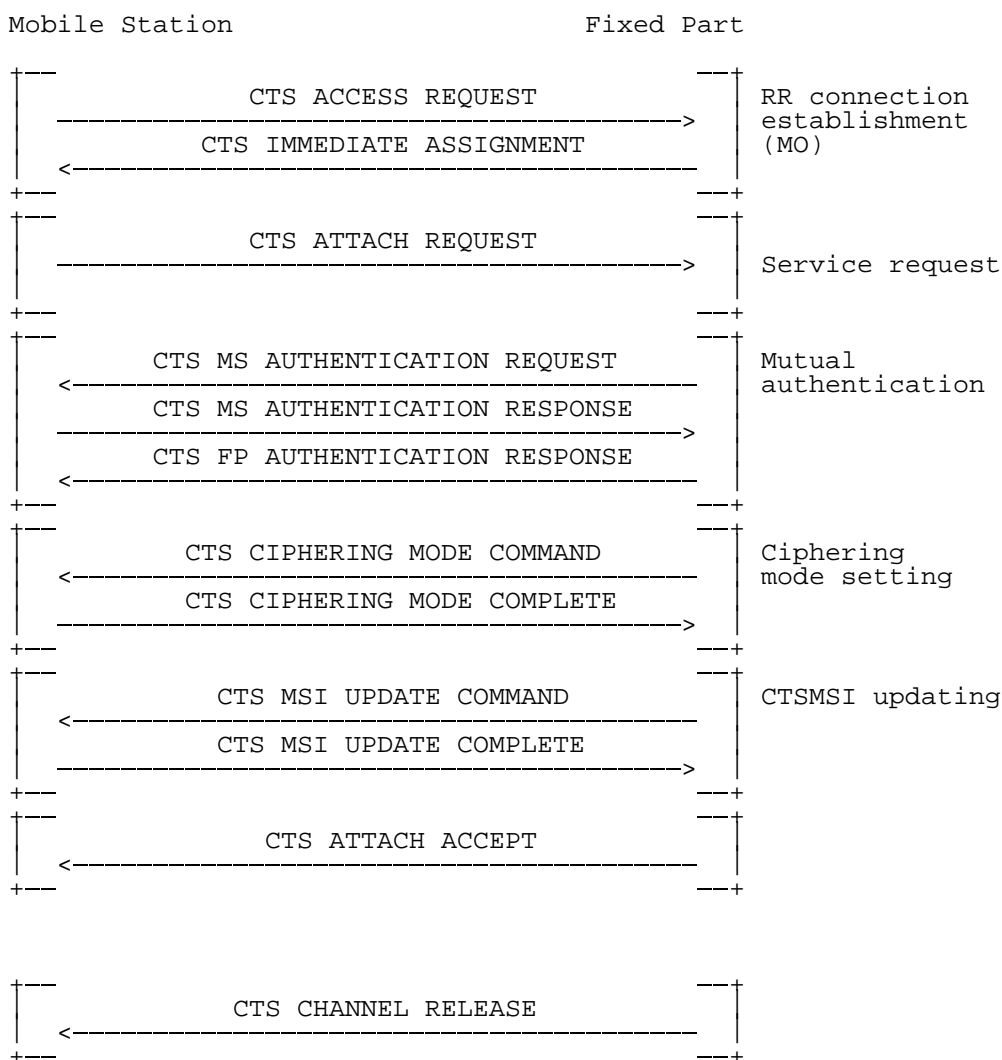 Mobile Station Fixed Part
CTS ACCESS REQUEST RR connection
establishment
CTS IMMEDIATE ASSIGNMENT (MO)
CTS ATTACH REQUEST
Service request
CTS MS AUTHENTICATION REQUEST Mutual
authentication
CTS MS AUTHENTICATION RESPONSE
CTS FP AUTHENTICATION RESPONSE
CTS CIPHERING MODE COMMAND Ciphering
mode setting
CTS CIPHERING MODE COMPLETE
CTS MSI UPDATE COMMAND CTSMSI updating
CTS MSI UPDATE COMPLETE
CTS ATTACH ACCEPT
CTS CHANNEL RELEASE